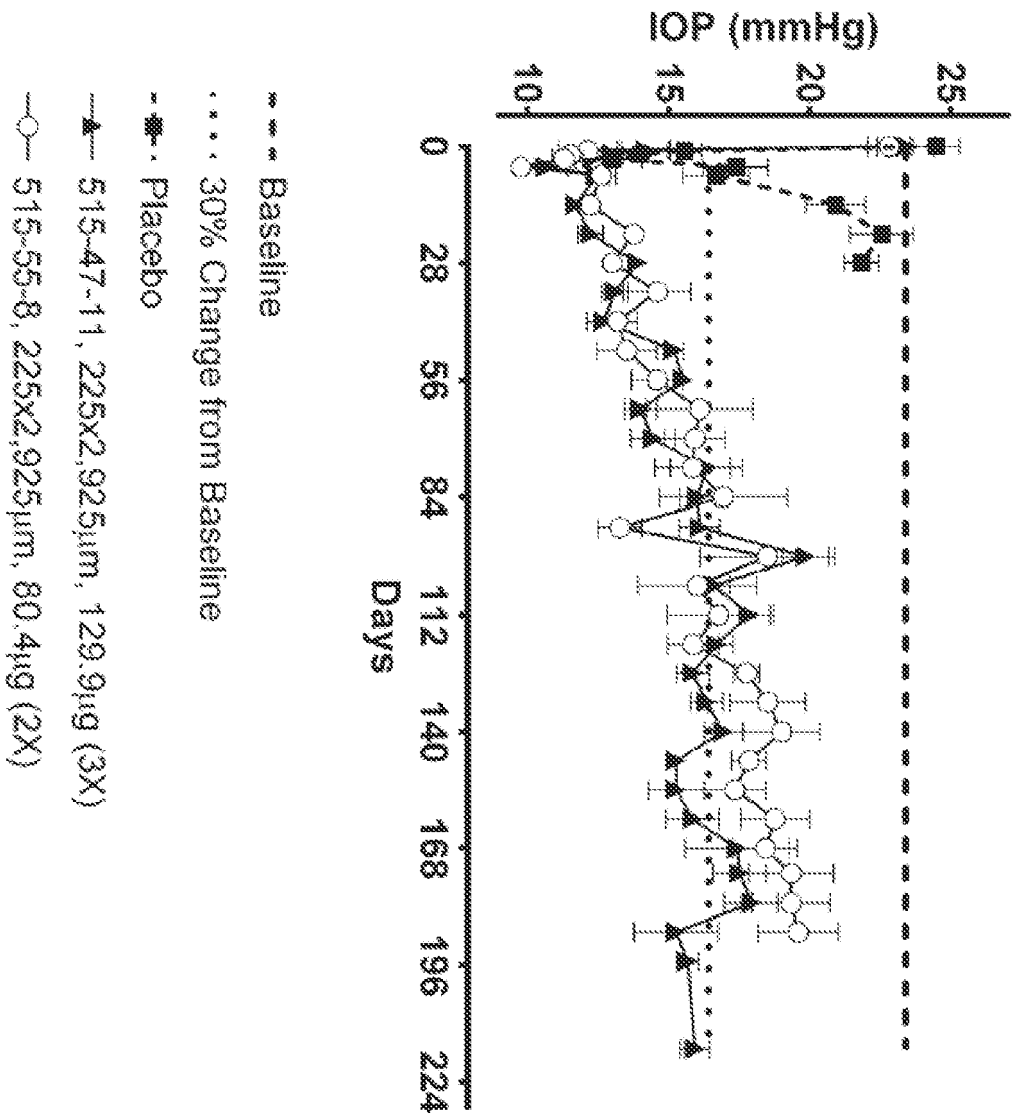 IOP (mmHg)
25
20
15
10
0
28
56
84
112
140
168
196
224
Days
Baseline
30% Change from Baseline
Placebo
515-47-11, 225x2,925µm, 129.9µg (3X)
515-55-8, 225x2,925µm, 80.4µg (2X)